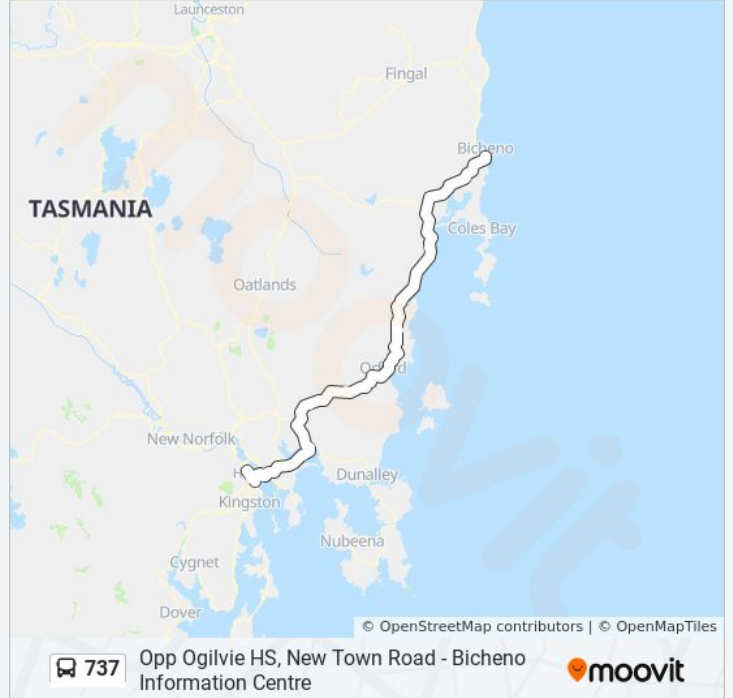 Launceston
Fingal
Bicheno
TASMANIA
Coles Bay
Oatlands
Orford
New Norfolk
H
Dunalley
Kingston
Nubeena
Cygnet
Dover
moovit
© OpenStreetMap contributors | © OpenMapTiles
737
Opp Ogilvie HS, New Town Road - Bicheno
Information Centre
moovit